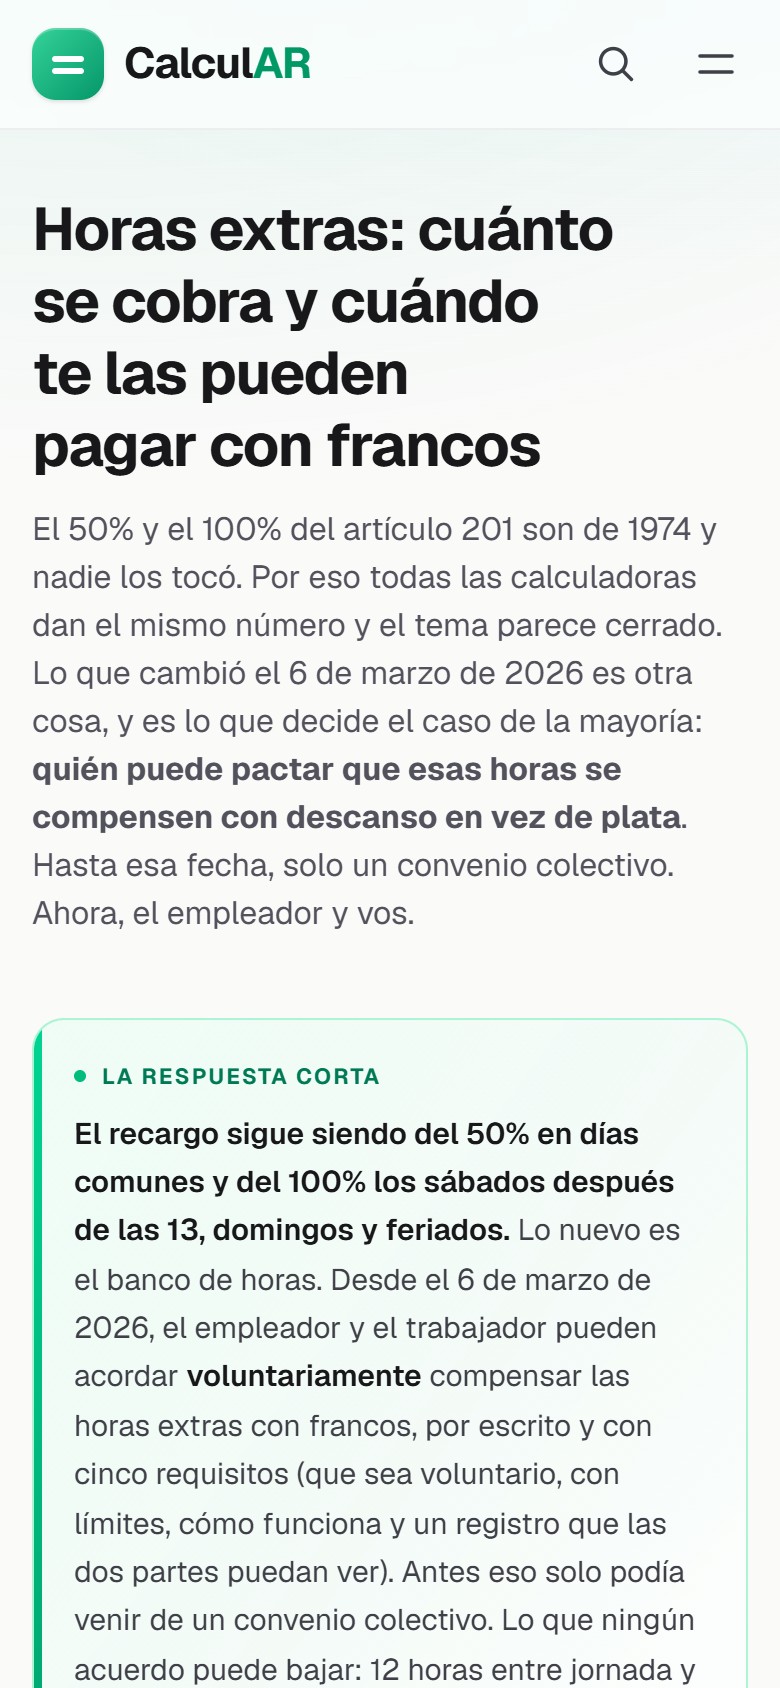 CalculAR
Horas extras: cuánto
se cobra y cuándo
te las pueden
pagar con francos
El 50% y el 100% del artículo 201 son de 1974 y
nadie los tocó. Por eso todas las calculadoras
dan el mismo número y el tema parece cerrado.
Lo que cambió el 6 de marzo de 2026 es otra
cosa, y es lo que decide el caso de la mayoría:
quién puede pactar que esas horas se
compensen con descanso en vez de plata.
Hasta esa fecha, solo un convenio colectivo.
Ahora, el empleador y vos.
LA RESPUESTA CORTA
El recargo sigue siendo del 50% en días
comunes y del 100% los sábados después
de las 13, domingos y feriados. Lo nuevo es
el banco de horas. Desde el 6 de marzo de
2026, el empleador y el trabajador pueden
acordar voluntariamente compensar las
horas extras con francos, por escrito y con
cinco requisitos (que sea voluntario, con
límites, cómo funciona y un registro que las
dos partes puedan ver). Antes eso solo podía
venir de un convenio colectivo. Lo que ningún
acuerdo puede bajar: 12 horas entre jornada y